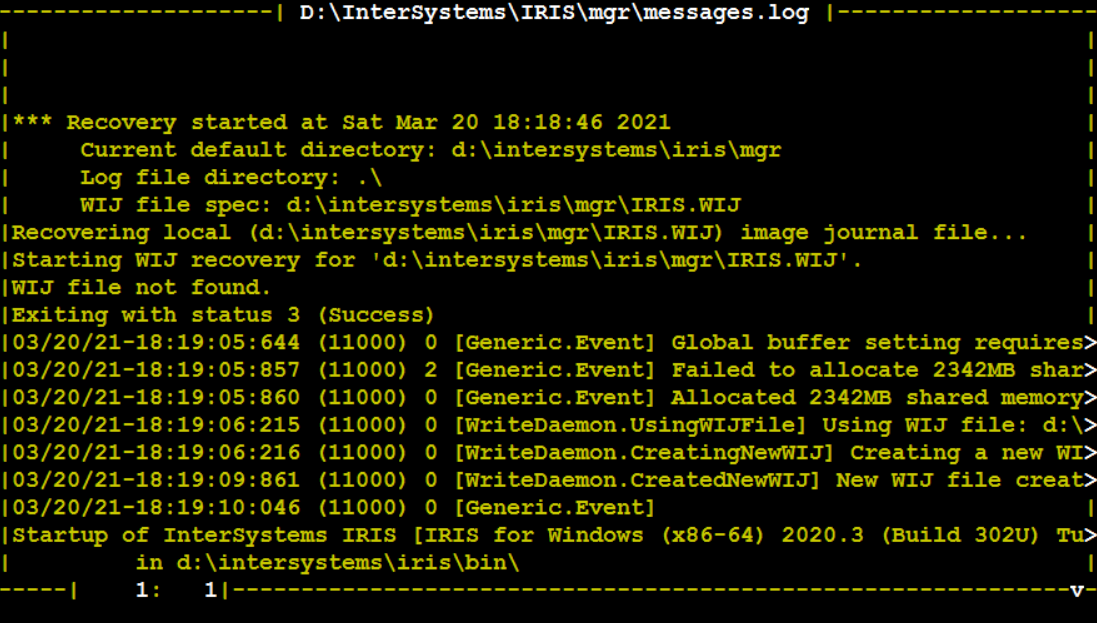 --------------------| D:\InterSystems\IRIS\mgr\messages.log |-------------------
|                                                                              |
|                                                                              |
|                                                                              |
|*** Recovery started at Sat Mar 20 18:18:46 2021                              |
|     Current default directory: d:\intersystems\iris\mgr                      |
|     Log file directory: .\                                                   |
|     WIJ file spec: d:\intersystems\iris\mgr\IRIS.WIJ                         |
|Recovering local (d:\intersystems\iris\mgr\IRIS.WIJ) image journal file...    |
|Starting WIJ recovery for 'd:\intersystems\iris\mgr\IRIS.WIJ'.                |
|WIJ file not found.                                                           |
|Exiting with status 3 (Success)                                               |
|03/20/21-18:19:05:644 (11000) 0 [Generic.Event] Global buffer setting requires>
|03/20/21-18:19:05:857 (11000) 2 [Generic.Event] Failed to allocate 2342MB shar>
|03/20/21-18:19:05:860 (11000) 0 [Generic.Event] Allocated 2342MB shared memory>
|03/20/21-18:19:06:215 (11000) 0 [WriteDaemon.UsingWIJFile] Using WIJ file: d:\>
|03/20/21-18:19:06:216 (11000) 0 [WriteDaemon.CreatingNewWIJ] Creating a new WI>
|03/20/21-18:19:09:861 (11000) 0 [WriteDaemon.CreatedNewWIJ] New WIJ file creat>
|03/20/21-18:19:10:046 (11000) 0 [Generic.Event]                               |
|Startup of InterSystems IRIS [IRIS for Windows (x86-64) 2020.3 (Build 302U) Tu>
|         in d:\intersystems\iris\bin\                                         |
-----|    1:   1|-------------------------------------------------------------v-